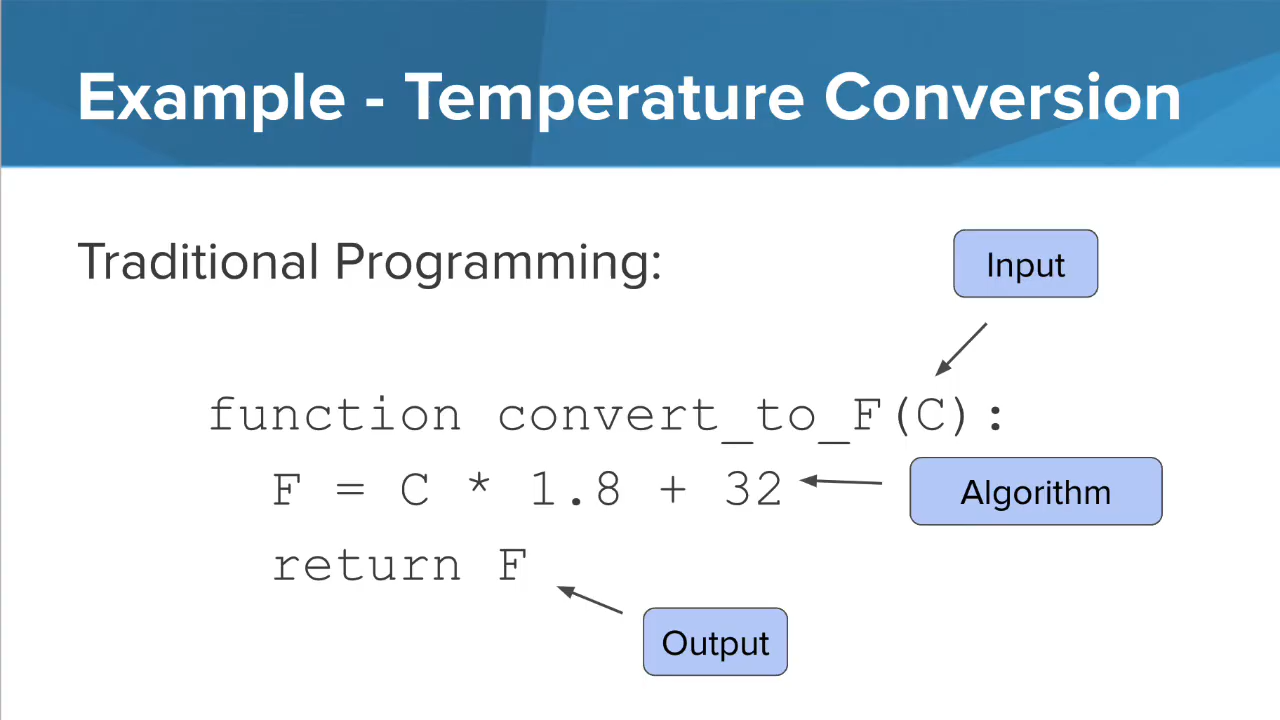 Example - Temperature Conversion
Traditional Programming:
Input
function convert_to_F(C):
F = C * 1.8 + 32
Algorithm
return F
Output